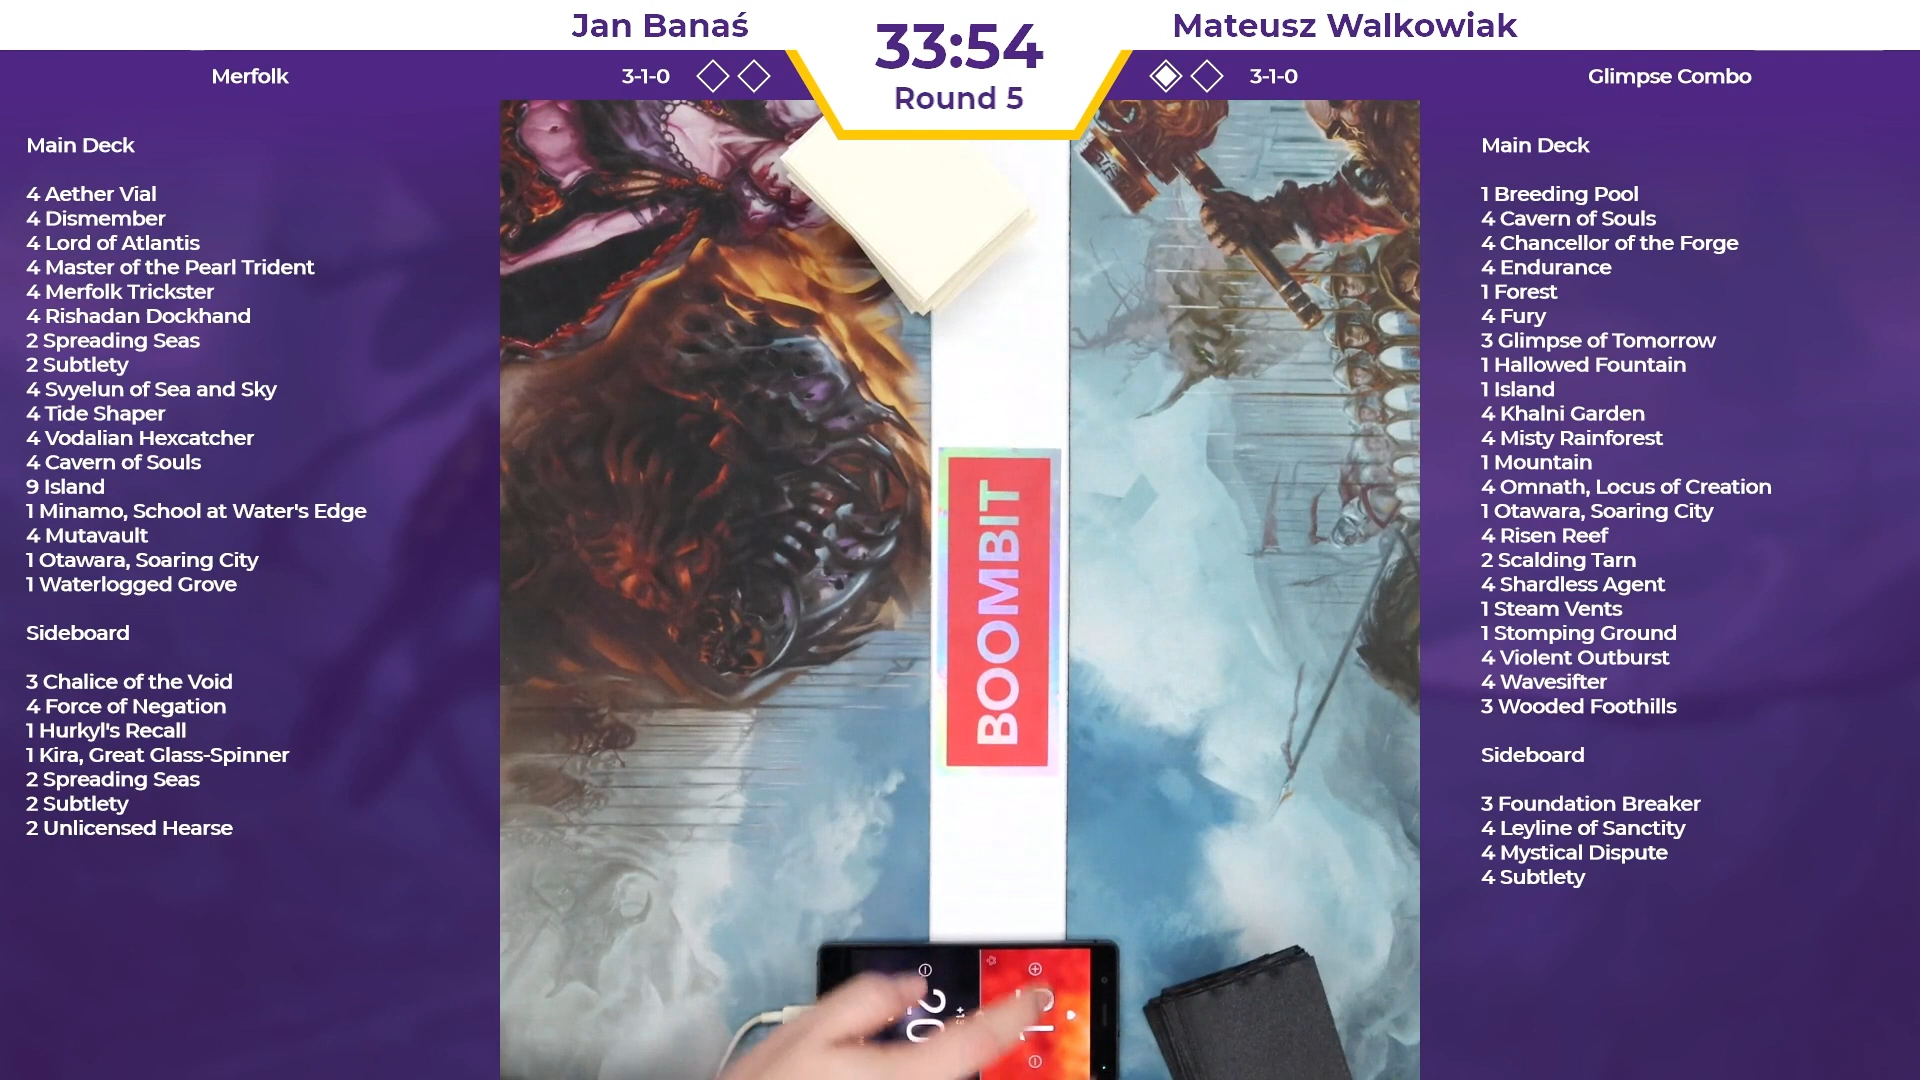 Jan Banaś
33:54
Mateusz Walkowiak
Merfolk
3-1-0
Round 5
3-1-0
Glimpse Combo
Main Deck
4 Aether Vial
4 Dismember
4 Lord of Atlantis
4 Master of the Pearl Trident
4 Merfolk Trickster
4 Rishadan Dockhand
2 Spreading Seas
2 Subtlety
4 Svyelun of Sea and Sky
4 Tide Shaper
4 Vodalian Hexcatcher
4 Cavern of Souls
9 Island
1 Minamo, School at Water's Edge
4 Mutavault
1 Otawara, Soaring City
1 Waterlogged Grove
Sideboard
3 Chalice of the Void
4 Force of Negation
1 Hurkyl's Recall
1 Kira, Great Glass-Spinner
2 Spreading Seas
2 Subtlety
2 Unlicensed Hearse
BOOMBIT
20
Main Deck
1 Breeding Pool
4 Cavern of Souls
4 Chancellor of the Forge
4 Endurance
1 Forest
4 Fury
3 Glimpse of Tomorrow
1 Hallowed Fountain
1 Island
4 Khalni Garden
4 Misty Rainforest
1 Mountain
4 Omnath, Locus of Creation
1 Otawara, Soaring City
4 Risen Reef
2 Scalding Tarn
4 Shardless Agent
1 Steam Vents
1 Stomping Ground
4 Violent Outburst
4 Wavesifter
3 Wooded Foothills
Sideboard
3 Foundation Breaker
4 Leyline of Sanctity
4 Mystical Dispute
4 Subtlety